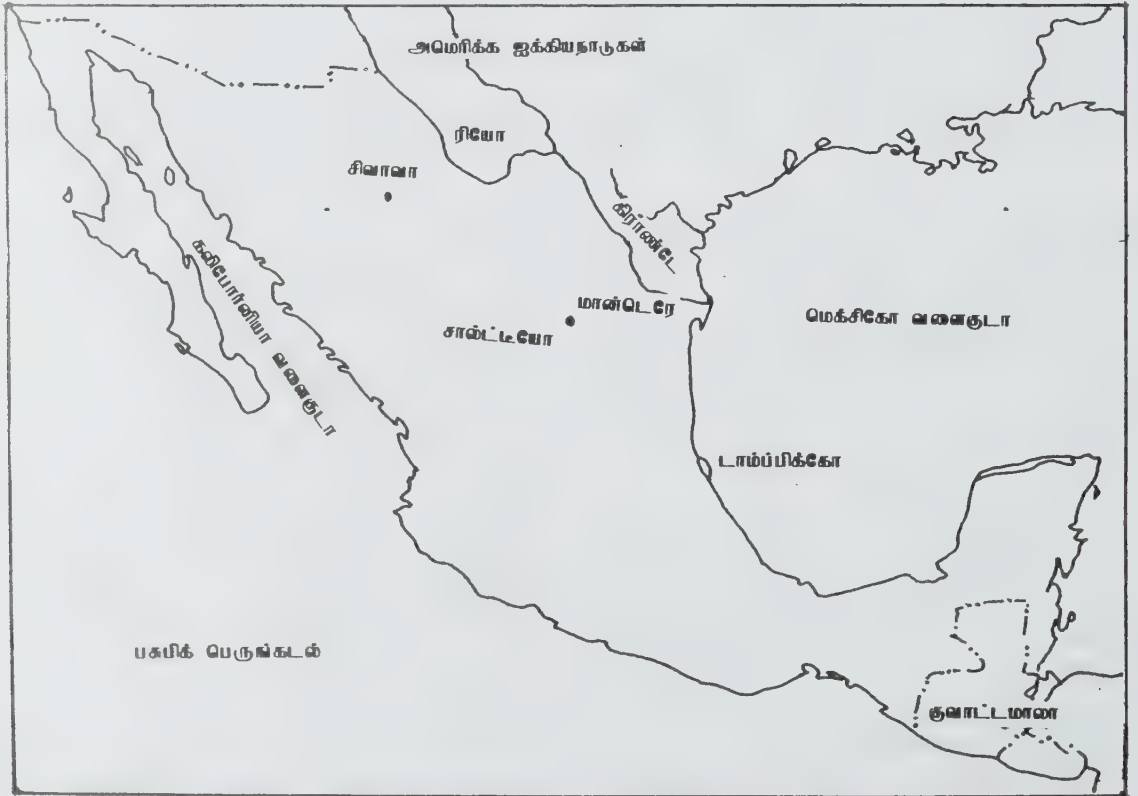 அமெரிக்க ஐக்கியநாடுகள்
ரியோ
சிவாவா
கிராண்டே
கலிபோர்னியா வளைகுடா
மான்டெரே
மெக்சிகோ வளைகுடா
சால்ட்டீயோ
டாம்ப்பிக்கோ
பசுமிக் பெருங்கடல்
குவாட்டமாலா